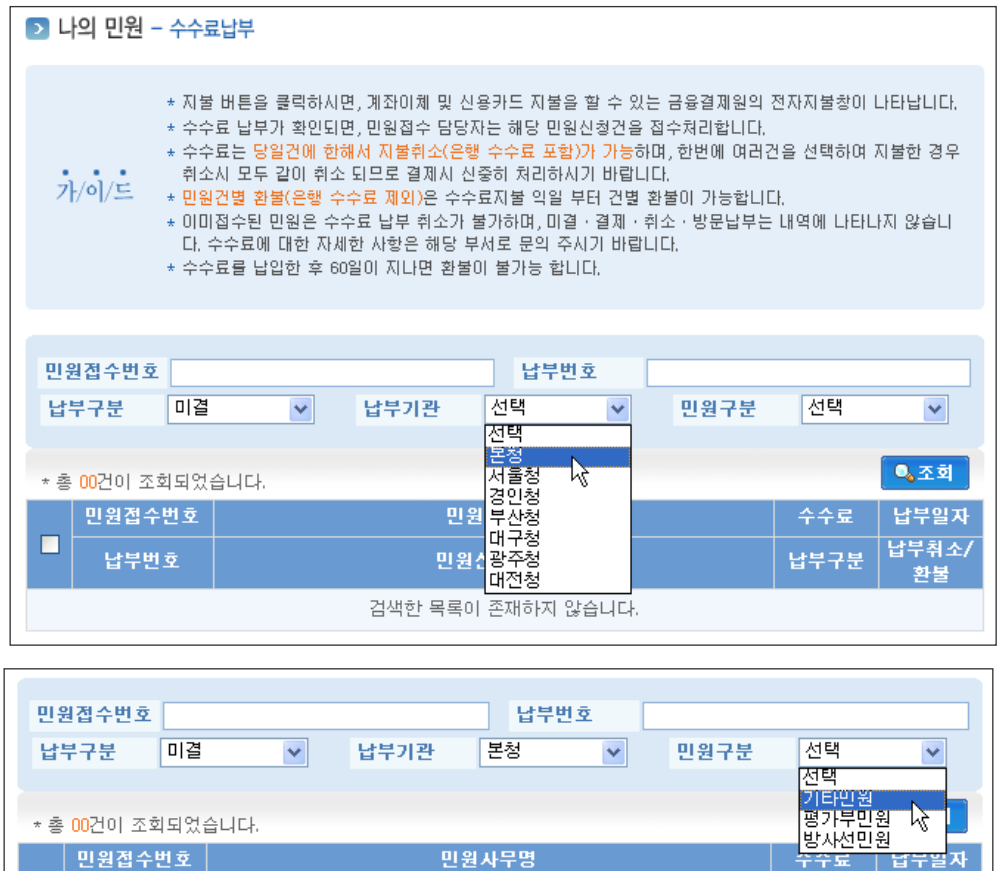 나의 민원 – 수수료납부
가/이/드
* 지불 버튼을 클릭하시면, 계좌이체 및 신용카드 지불을 할 수 있는 금융결제원의 전자지불창이 나타납니다.
* 수수료 납부가 확인되면, 민원접수 담당자는 해당 민원신청건을 접수처리합니다.
* 수수료는 당일건에 한해서 지불취소(은행 수수료 포함)가 가능하며, 한번에 여러건을 선택하여 지불한 경우
취소시 모두 같이 취소 되므로 결제시 신중히 처리하시기 바랍니다.
* 민원건별 환불(은행 수수료 제외)은 수수료지불 익일 부터 건별 환불이 가능합니다.
* 이미접수된 민원은 수수료 납부 취소가 불가하며, 미결 · 결제 · 취소 · 방문납부는 내역에 나타나지 않습니
다. 수수료에 대한 자세한 사항은 해당 부서로 문의 주시기 바랍니다.
* 수수료를 납입한 후 60일이 지나면 환불이 불가능 합니다.
민원접수번호 납부번호
납부구분 미결 납부기관 선택 민원구분 선택
선택
본청
서울청
경인청
부산청
대구청
광주청
대전청
* 총 00건이 조회되었습니다. 조회
민원접수번호 민원 수수료 납부일자
납부번호 민원 납부구분 납부취소/
환불
검색한 목록이 존재하지 않습니다.
민원접수번호 납부번호
납부구분 미결 납부기관 본청 민원구분 선택
선택
기타민원
평가부민원
방사선민원
* 총 00건이 조회되었습니다.
민원접수번호 민원사무명 수수료 납부일자